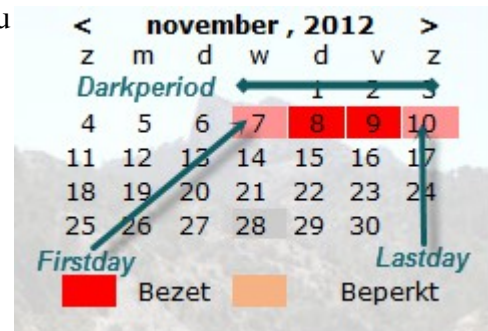 u
< november , 2012 >
z m d w d v z
Darkperiod 1 2 3
4 5 6 7 8 9 10
11 12 13 14 15 16 17
18 19 20 21 22 23 24
25 26 27 28 29 30
Firstday Lastday
Bezet Beperkt